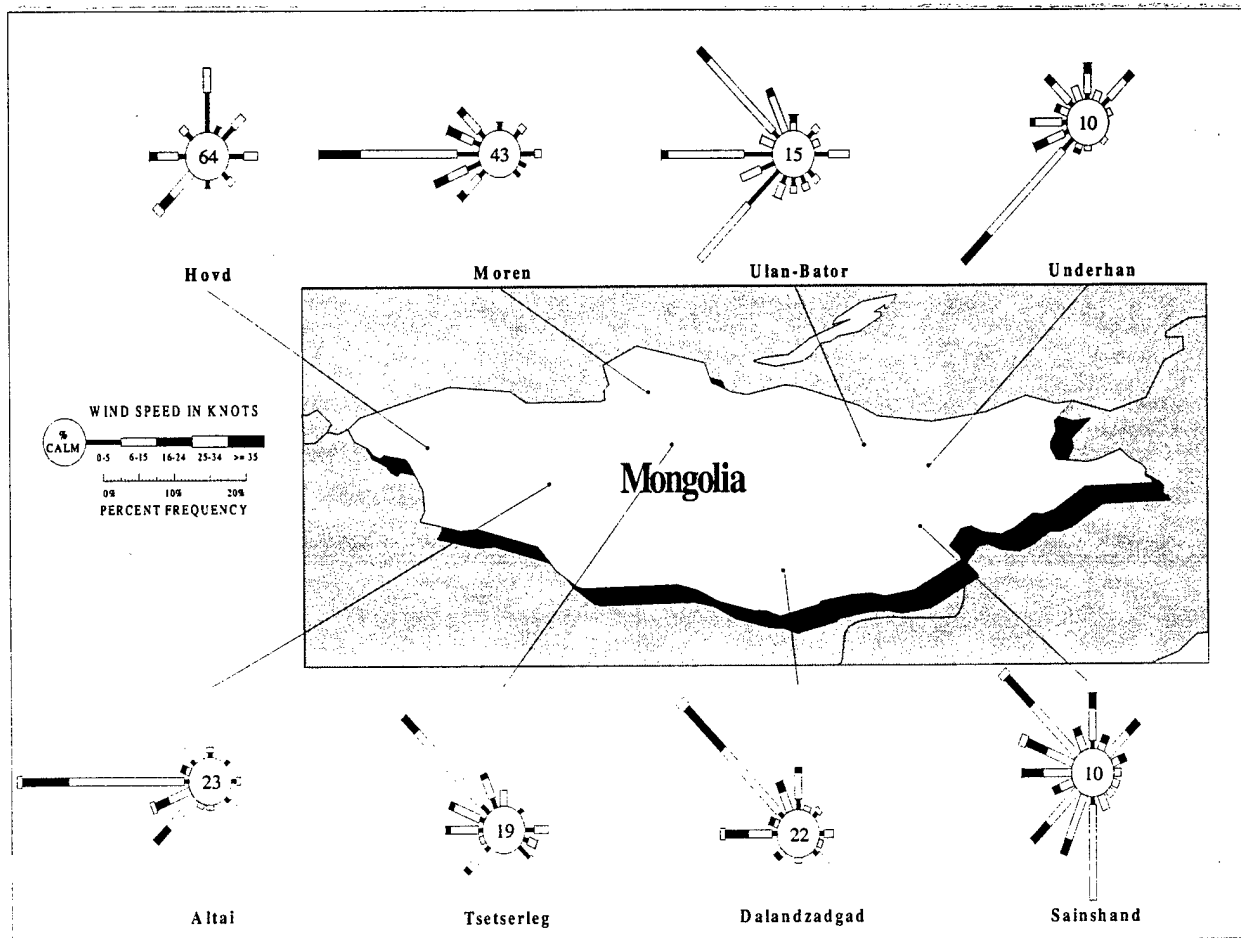 64
43
15
10
Hovd
Moren
Ulan-Bator
Underhan
WIND SPEED IN KNOTS
%
CALM
0-5 6-15 16-24 25-34 >= 35
0% 10% 20%
PERCENT FREQUENCY
Mongolia
23
19
22
10
Altai
Tsetserleg
Dalandzadgad
Sainshand